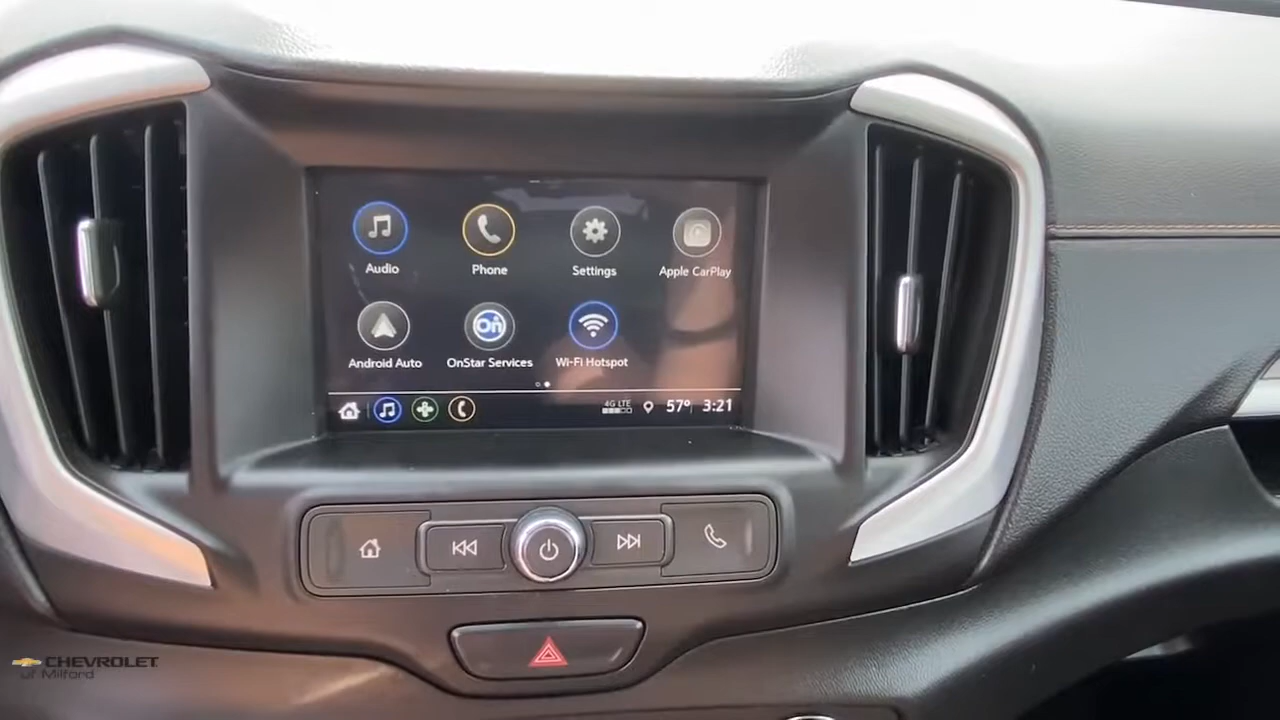 Audio
Phone
Settings
Apple CarPlay
Android Auto
On
OnStar Services
Wi-Fi Hotspot
4G LTE
57°
3:21
CHEVROLET
of Milford